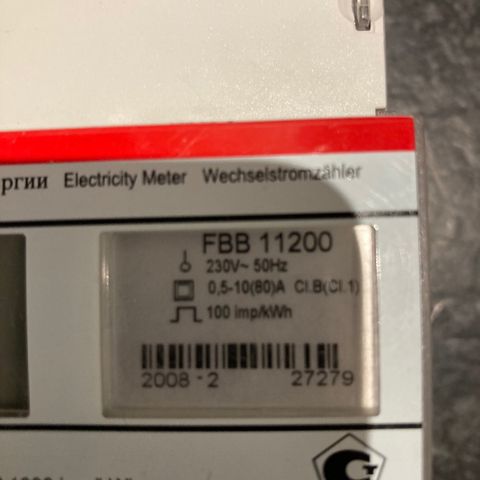 ргии Electricity Meter Wechselstromzähler
FBB 11200
230V~ 50Hz
0,5-10(80)A Cl.B(Cl.1)
100 imp/kWh
2008-2 27279